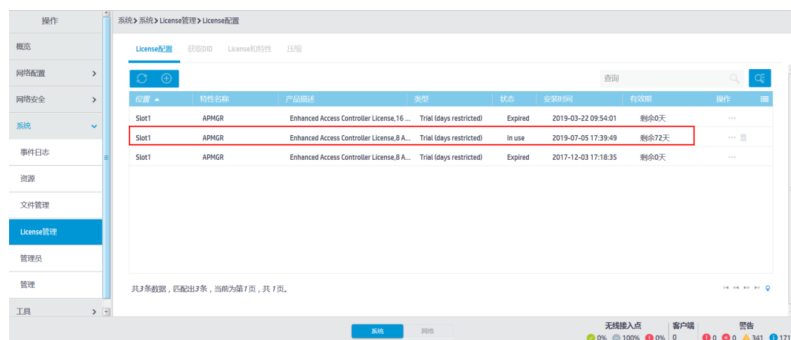 操作:
系统 > 系统 > License管理 > License配置
概览
网络配置
网络安全
系统
事件日志
资源
文件管理
License管理
管理员
管理
工具
License配置 获取DID License和特性 压缩
查询
位置 特性名称 产品描述 类型 状态 安装时间 有效期 操作
Slot1 APMGR Enhanced Access Controller License,16 ... Trial (days restricted) Expired 2019-03-22 09:54:01 剩余0天
Slot1 APMGR Enhanced Access Controller License,8 A... Trial (days restricted) In use 2019-07-05 17:39:49 剩余72天
Slot1 APMGR Enhanced Access Controller License,8 A... Trial (days restricted) Expired 2017-12-03 17:18:35 剩余0天
共3条数据，匹配出3条，当前为第1页，共 1页。
系统 网络
无线接入点 客户端 警告
0% 100% 0% 0 0 0 341 171